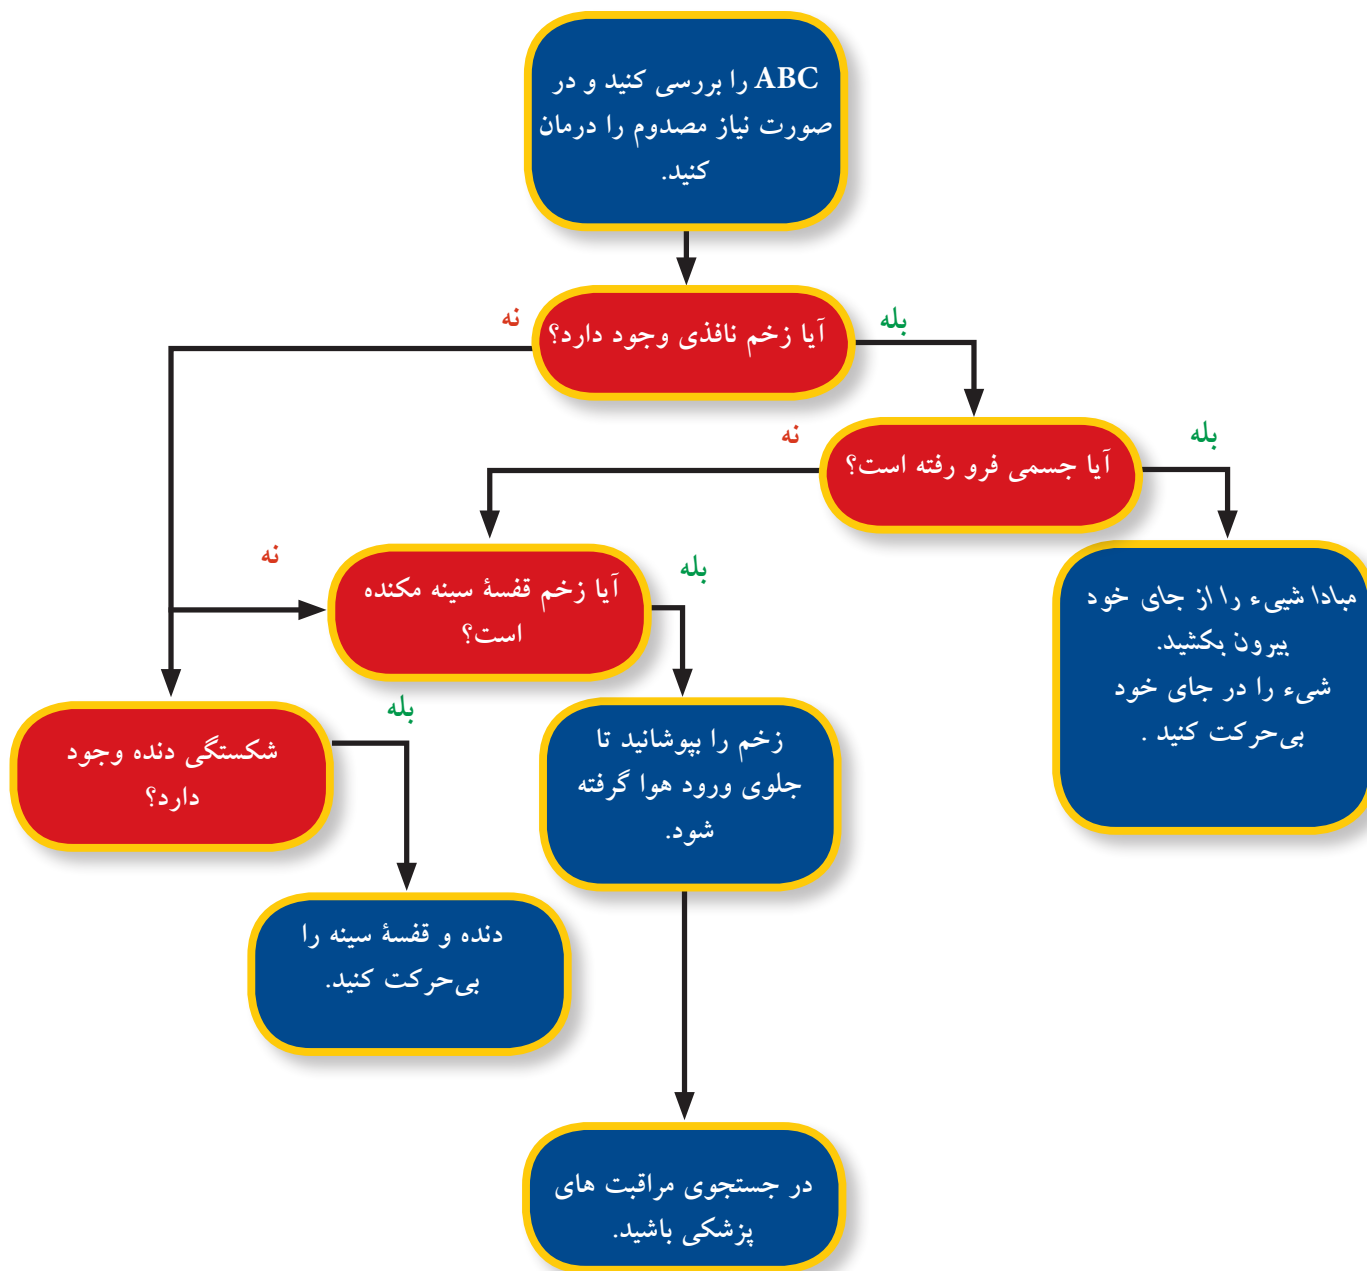 ABC را بررسی کنید و در
صورت نیاز مصدوم را درمان
کنید.
آیا زخم نافذی وجود دارد؟
نه
بله
آیا جسمی فرو رفته است؟
نه
بله
مبادا شیء را از جای خود
بیرون بکشید.
شیء را در جای خود
بی‌حرکت کنید .
آیا زخم قفسهٔ سینه مکنده
است؟
نه
بله
زخم را بپوشانید تا
جلوی ورود هوا گرفته
شود.
شکستگی دنده وجود
دارد؟
بله
دنده و قفسهٔ سینه را
بی‌حرکت کنید.
در جستجوی مراقبت های
پزشکی باشید.